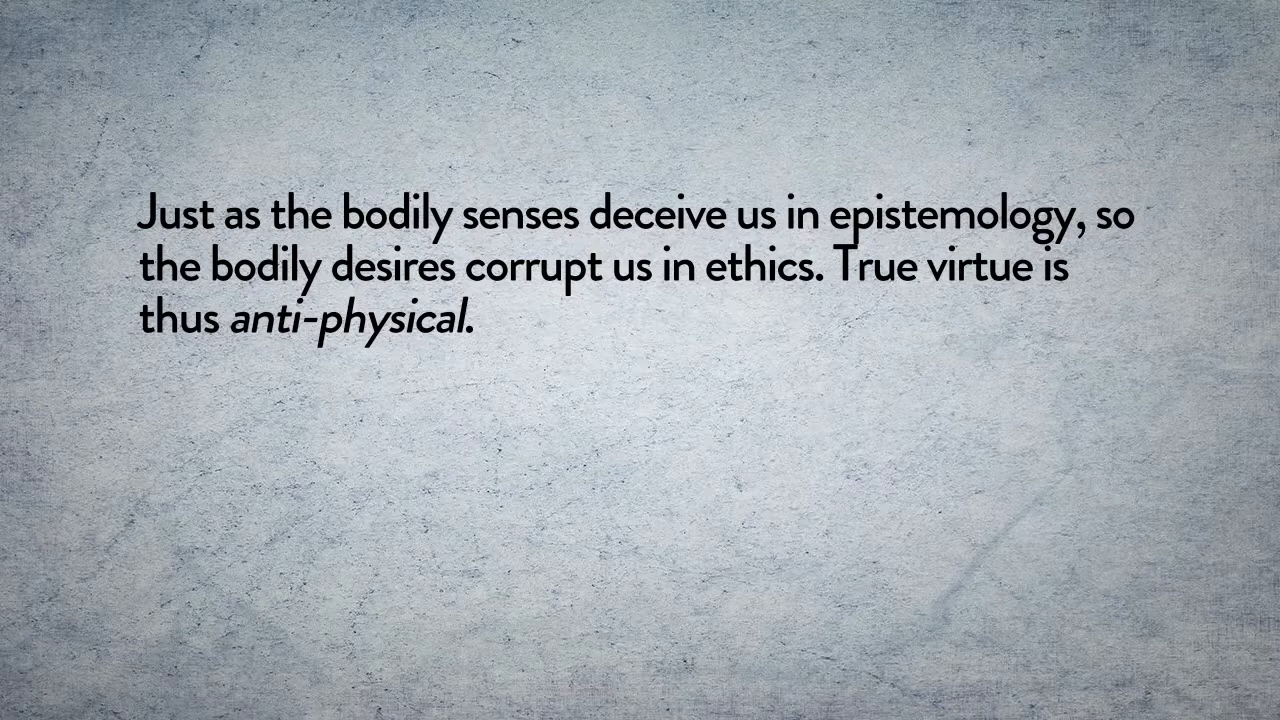 Just as the bodily senses deceive us in epistemology, so
the bodily desires corrupt us in ethics. True virtue is
thus anti-physical.